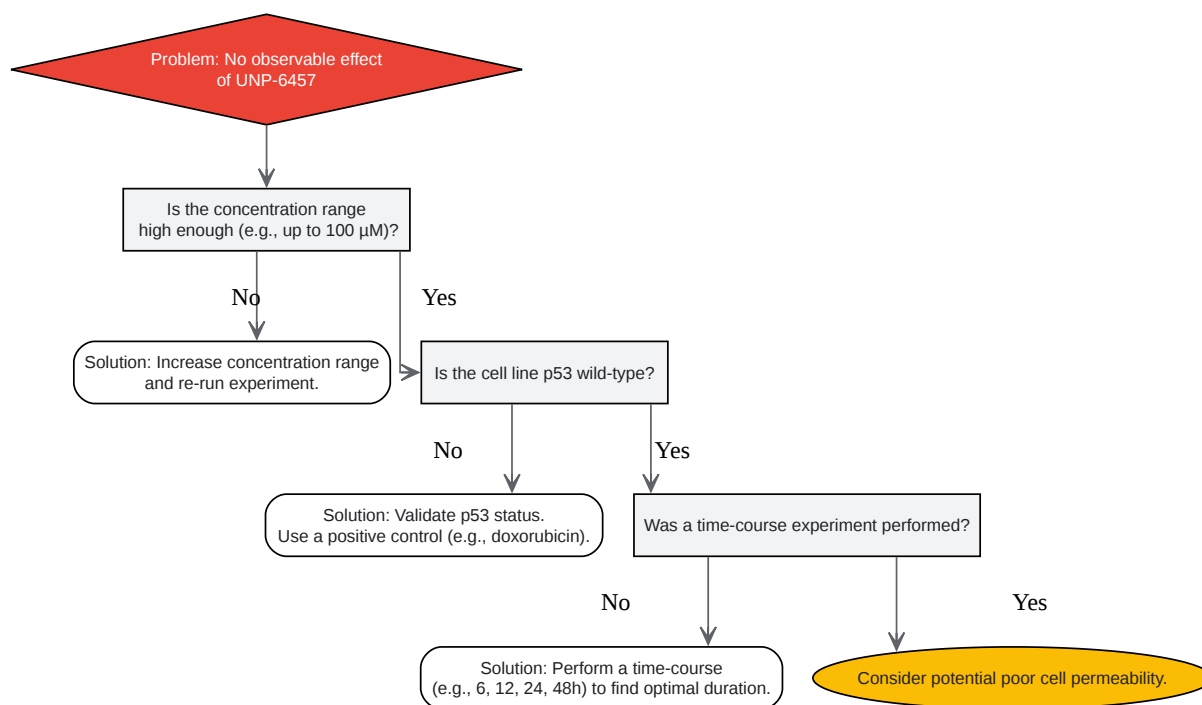 Problem: No observable effect
of UNP-6457
Is the concentration range
high enough (e.g., up to 100 µM)?
No
Yes
Solution: Increase concentration range
and re-run experiment.
Is the cell line p53 wild-type?
No
Yes
Solution: Validate p53 status.
Use a positive control (e.g., doxorubicin).
Was a time-course experiment performed?
No
Yes
Solution: Perform a time-course
(e.g., 6, 12, 24, 48h) to find optimal duration.
Consider potential poor cell permeability.